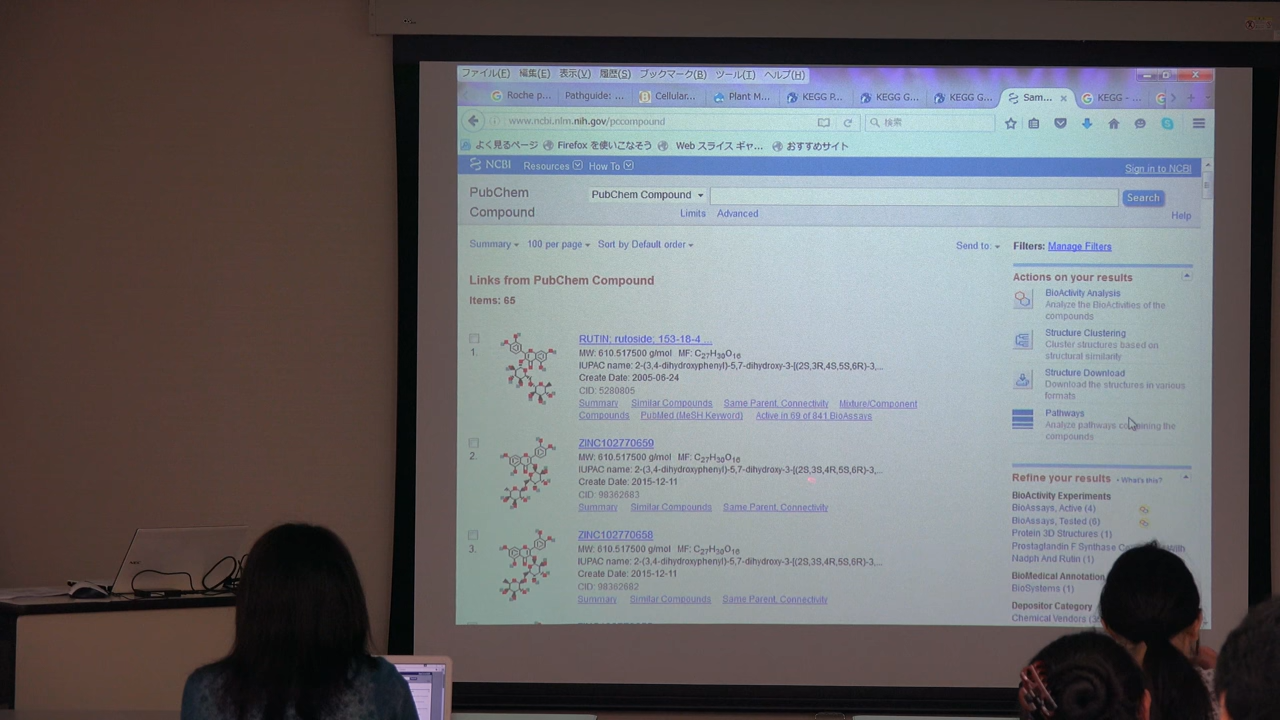 ファイル(F) 編集(E) 表示(V) 履歴(S) ブックマーク(B) ツール(T) ヘルプ(H)
Roche p... Pathguide: ... Cellular... Plant M... KEGG P... KEGG G... KEGG G... Sam... KEGG - ...
www.ncbi.nlm.nih.gov/pccompound 検索
よく見るページ Firefox を使いこなそう Web スライス ギャ... おすすめサイト
NCBI Resources How To Sign in to NCBI
PubChem Compound
PubChem Compound Search
Limits Advanced Help
Summary 100 per page Sort by Default order Send to: Filters: Manage Filters
Links from PubChem Compound
Items: 65
1.
RUTIN; rutoside; 153-18-4 ...
MW: 610.517500 g/mol MF: C27H30O16
IUPAC name: 2-(3,4-dihydroxyphenyl)-5,7-dihydroxy-3-[(2S,3R,4S,5S,6R)-3,...
Create Date: 2005-06-24
CID: 5280805
Summary Similar Compounds Same Parent, Connectivity Mixture/Component
Compounds PubMed (MeSH Keyword) Active in 69 of 841 BioAssays
2.
ZINC102770659
MW: 610.517500 g/mol MF: C27H30O16
IUPAC name: 2-(3,4-dihydroxyphenyl)-5,7-dihydroxy-3-[(2S,3S,4R,5S,6R)-3,...
Create Date: 2015-12-11
CID: 98362683
Summary Similar Compounds Same Parent, Connectivity
3.
ZINC102770658
MW: 610.517500 g/mol MF: C27H30O16
IUPAC name: 2-(3,4-dihydroxyphenyl)-5,7-dihydroxy-3-[(2S,3S,4R,5S,6R)-3,...
Create Date: 2015-12-11
CID: 98362682
Summary Similar Compounds Same Parent, Connectivity
Actions on your results
BioActivity Analysis
Analyze the BioActivities of the
compounds
Structure Clustering
Cluster structures based on
structural similarity
Structure Download
Download the structures in various
formats
Pathways
Analyze pathways containing the
compounds
Refine your results What's this?
BioActivity Experiments
BioAssays, Active (4)
BioAssays, Tested (6)
Protein 3D Structures (1)
Prostaglandin F Synthase With
Nadph And Rutin (1)
BioMedical Annotation
BioSystems (1)
Depositor Category
Chemical Vendors